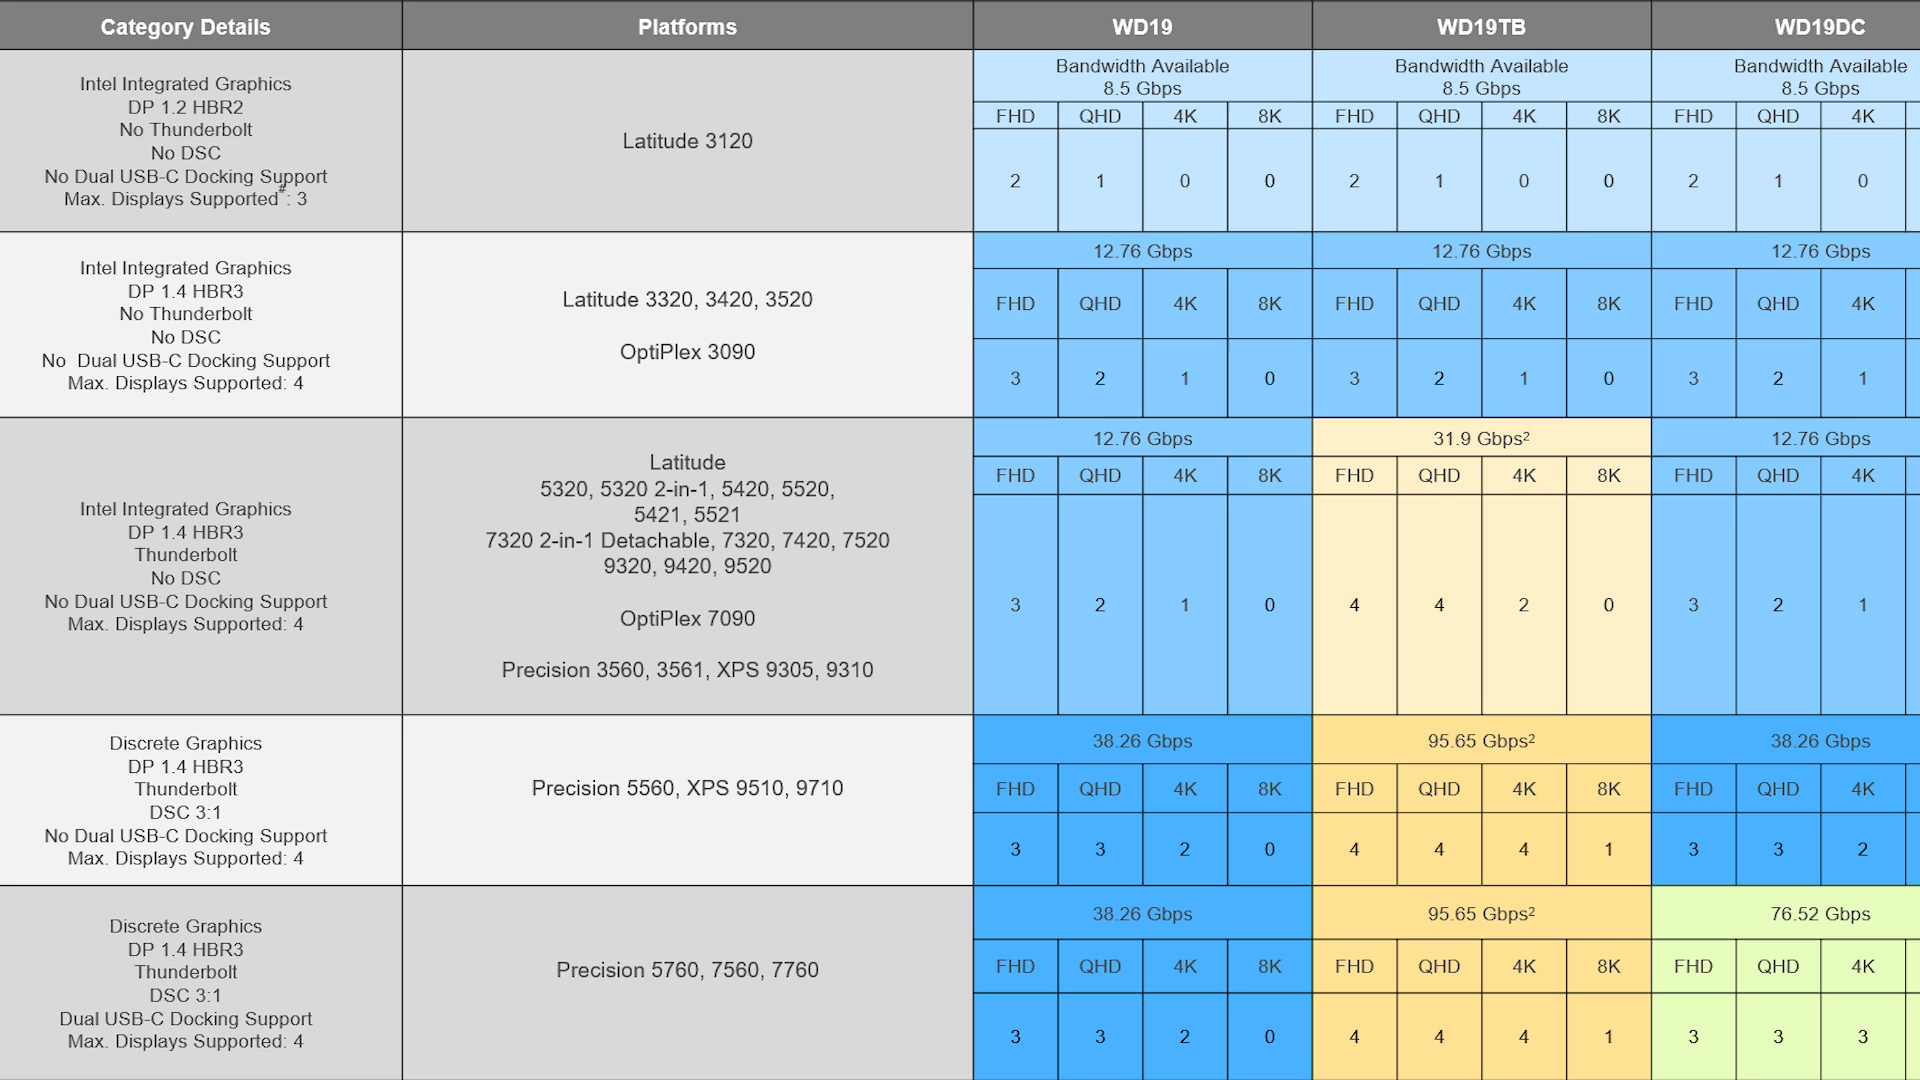 Category Details Platforms WD19 WD19TB WD19DC
Intel Integrated Graphics
DP 1.2 HBR2
No Thunderbolt
No DSC
No Dual USB-C Docking Support
Max. Displays Supported#: 3
Latitude 3120
Bandwidth Available
8.5 Gbps
FHD QHD 4K 8K
2 1 0 0
Bandwidth Available
8.5 Gbps
FHD QHD 4K 8K
2 1 0 0
Bandwidth Available
8.5 Gbps
FHD QHD 4K
2 1 0
Intel Integrated Graphics
DP 1.4 HBR3
No Thunderbolt
No DSC
No  Dual USB-C Docking Support
Max. Displays Supported: 4
Latitude 3320, 3420, 3520
OptiPlex 3090
12.76 Gbps
FHD QHD 4K 8K
3 2 1 0
12.76 Gbps
FHD QHD 4K 8K
3 2 1 0
12.76 Gbps
FHD QHD 4K
3 2 1
Intel Integrated Graphics
DP 1.4 HBR3
Thunderbolt
No DSC
No Dual USB-C Docking Support
Max. Displays Supported: 4
Latitude
5320, 5320 2-in-1, 5420, 5520,
5421, 5521
7320 2-in-1 Detachable, 7320, 7420, 7520
9320, 9420, 9520
OptiPlex 7090
Precision 3560, 3561, XPS 9305, 9310
12.76 Gbps
FHD QHD 4K 8K
3 2 1 0
31.9 Gbps²
FHD QHD 4K 8K
4 4 2 0
12.76 Gbps
FHD QHD 4K
3 2 1
Discrete Graphics
DP 1.4 HBR3
Thunderbolt
DSC 3:1
No Dual USB-C Docking Support
Max. Displays Supported: 4
Precision 5560, XPS 9510, 9710
38.26 Gbps
FHD QHD 4K 8K
3 3 2 0
95.65 Gbps²
FHD QHD 4K 8K
4 4 4 1
38.26 Gbps
FHD QHD 4K
3 3 2
Discrete Graphics
DP 1.4 HBR3
Thunderbolt
DSC 3:1
Dual USB-C Docking Support
Max. Displays Supported: 4
Precision 5760, 7560, 7760
38.26 Gbps
FHD QHD 4K 8K
3 3 2 0
95.65 Gbps²
FHD QHD 4K 8K
4 4 4 1
76.52 Gbps
FHD QHD 4K
3 3 3